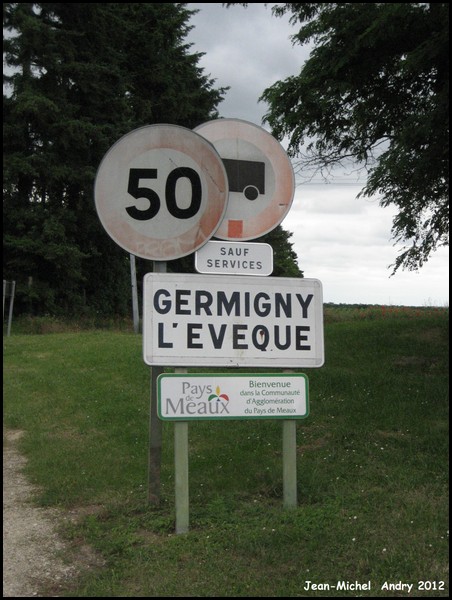 50
SAUF
SERVICES
GERMIGNY
L'EVEQUE
Pays
de
Meaux
Bienvenue
dans la Communauté
d'Agglomération
du Pays de Meaux
Jean-Michel Andry 2012